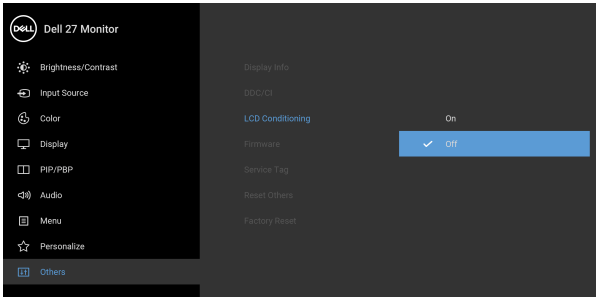 DELL
Dell 27 Monitor
Brightness/Contrast
Input Source
Color
Display
PIP/PBP
Audio
Menu
Personalize
Others
Display Info
DDC/CI
LCD Conditioning
Firmware
Service Tag
Reset Others
Factory Reset
On
Off